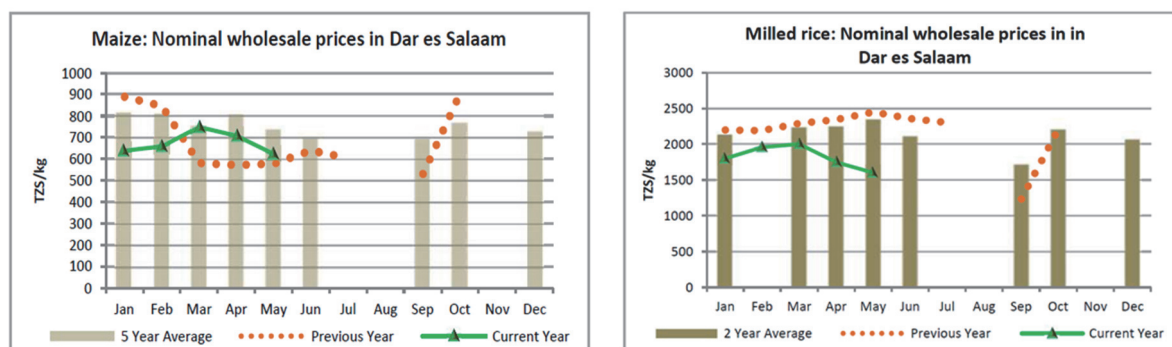 Maize: Nominal wholesale prices in Dar es Salaam
1000
900
800
700
600
500
400
300
200
100
0
TZS/kg
Jan Feb Mar Apr May Jun Jul Aug Sep Oct Nov Dec
5 Year Average Previous Year Current Year
Milled rice: Nominal wholesale prices in in
Dar es Salaam
3000
2500
2000
1500
1000
500
0
TZS/kg
Jan Feb Mar Apr May Jun Jul Aug Sep Oct Nov Dec
2 Year Average Previous Year Current Year